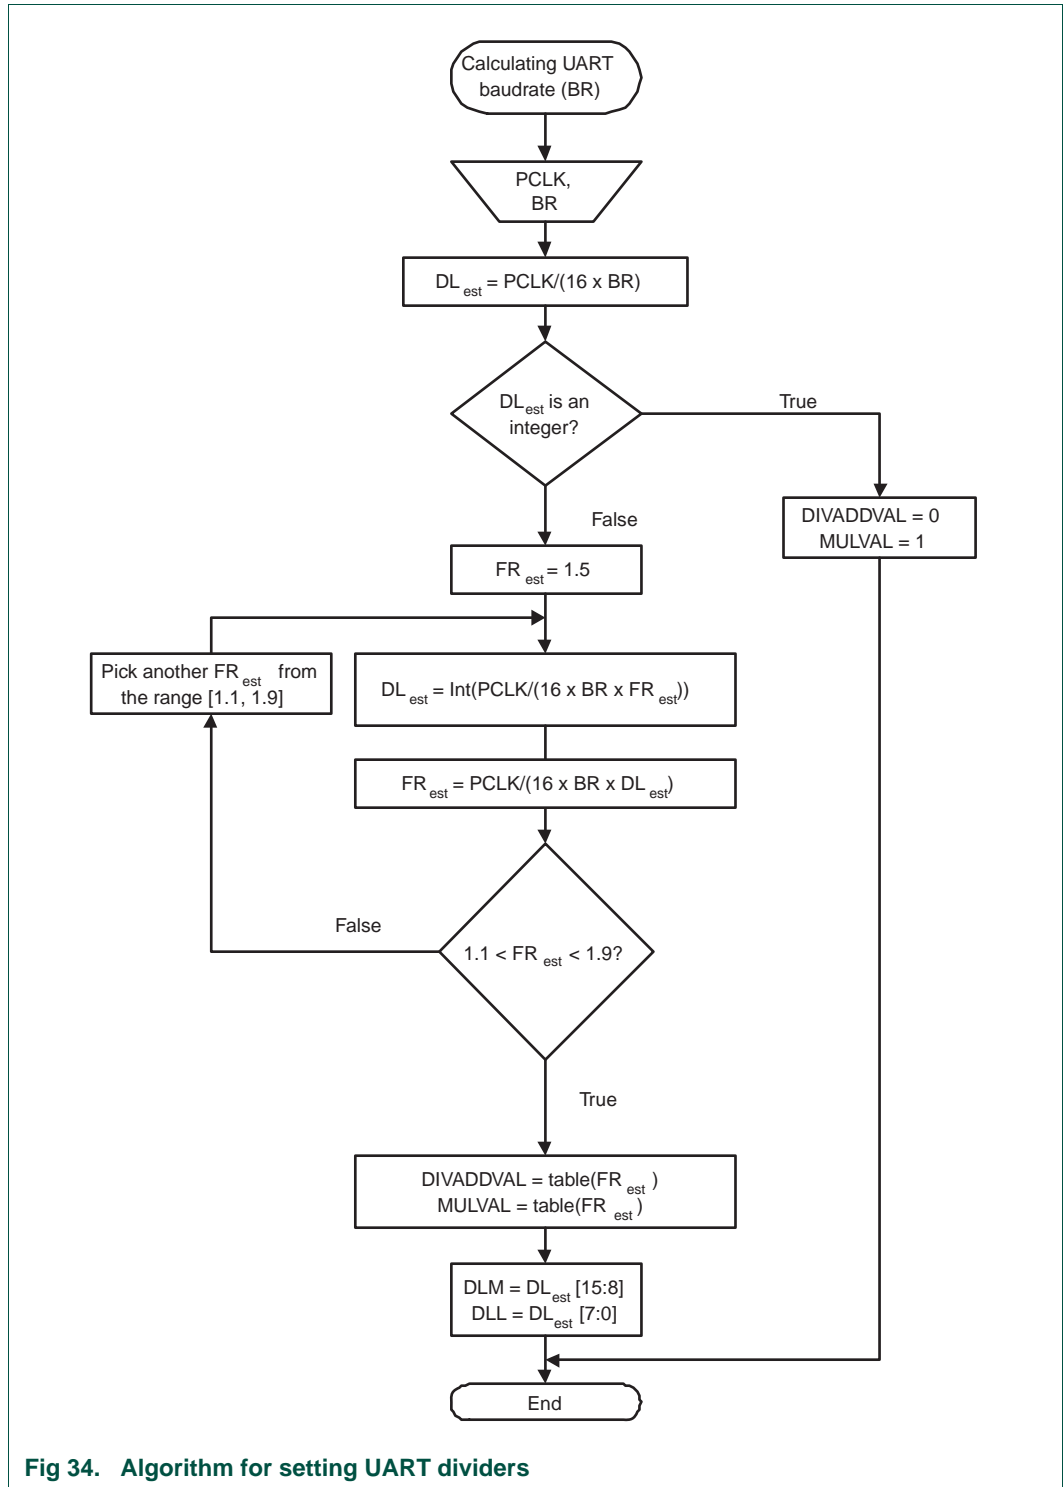 Calculating UART
baudrate (BR)
PCLK,
BR
DL est = PCLK/(16 x BR)
DL est is an
integer?
True
False
DIVADDVAL = 0
MULVAL = 1
FR est = 1.5
Pick another FR est from
the range [1.1, 1.9]
DL est = Int(PCLK/(16 x BR x FR est))
FR est = PCLK/(16 x BR x DL est)
False
1.1 < FR est < 1.9?
True
DIVADDVAL = table(FR est )
MULVAL = table(FR est )
DLM = DL est [15:8]
DLL = DL est [7:0]
End
Fig 34. Algorithm for setting UART dividers